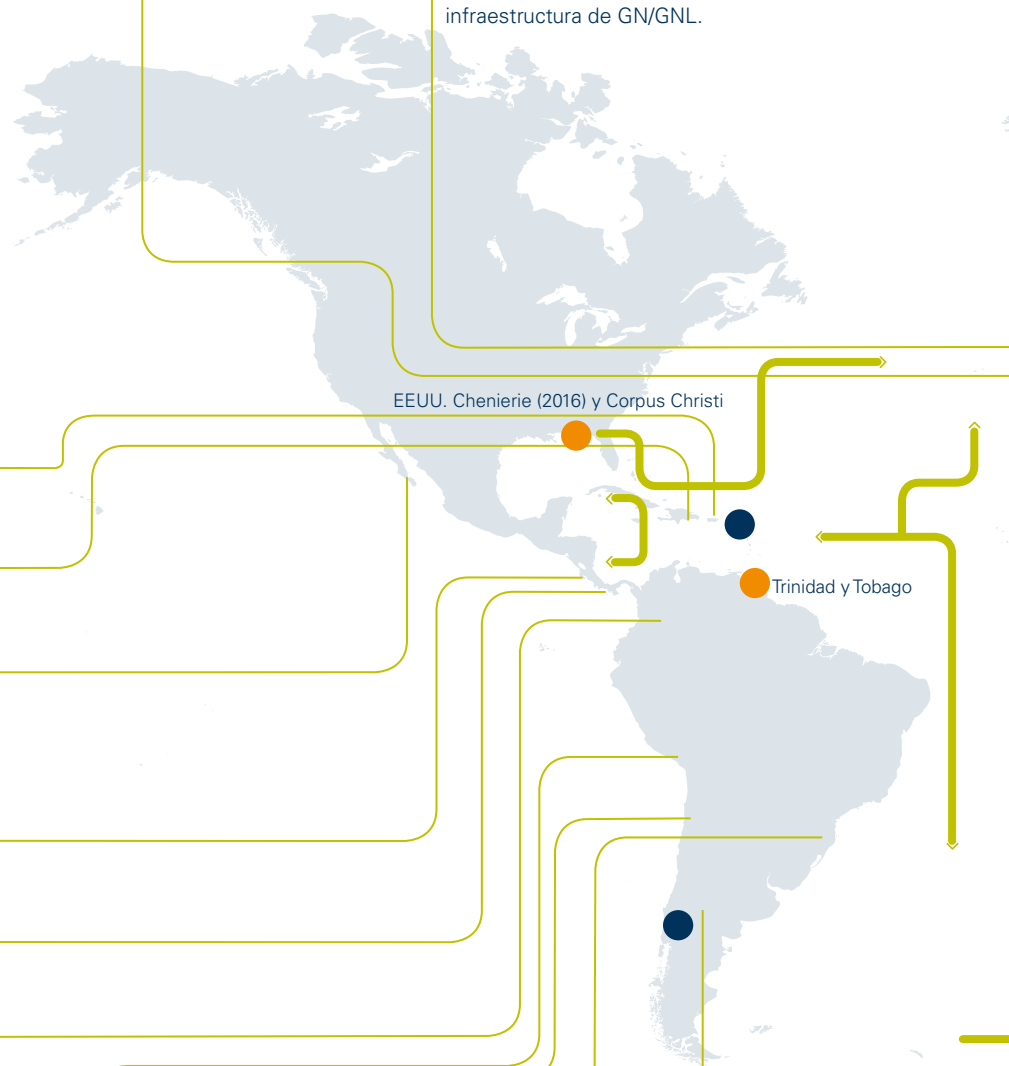 infraestructura de GN/GNL.
EEUU. Chenierie (2016) y Corpus Christi
Trinidad y Tobago